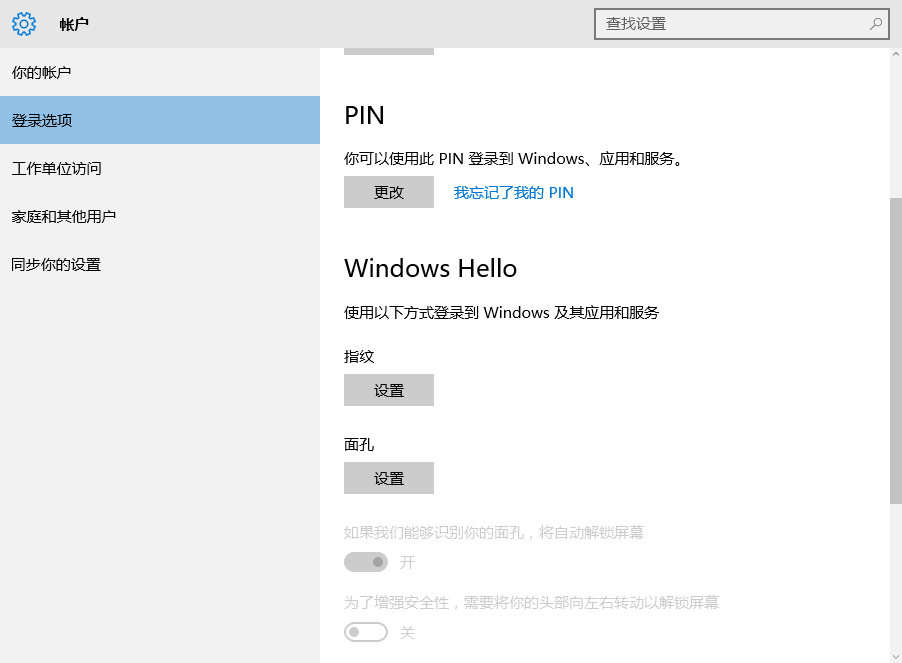 帐户
查找设置
你的帐户
登录选项
工作单位访问
家庭和其他用户
同步你的设置
PIN
你可以使用此 PIN 登录到 Windows、应用和服务。
更改
我忘记了我的 PIN
Windows Hello
使用以下方式登录到 Windows 及其应用和服务
指纹
设置
面孔
设置
如果我们能够识别你的面孔，将自动解锁屏幕
开
为了增强安全性，需要将你的头部向左右转动以解锁屏幕
关